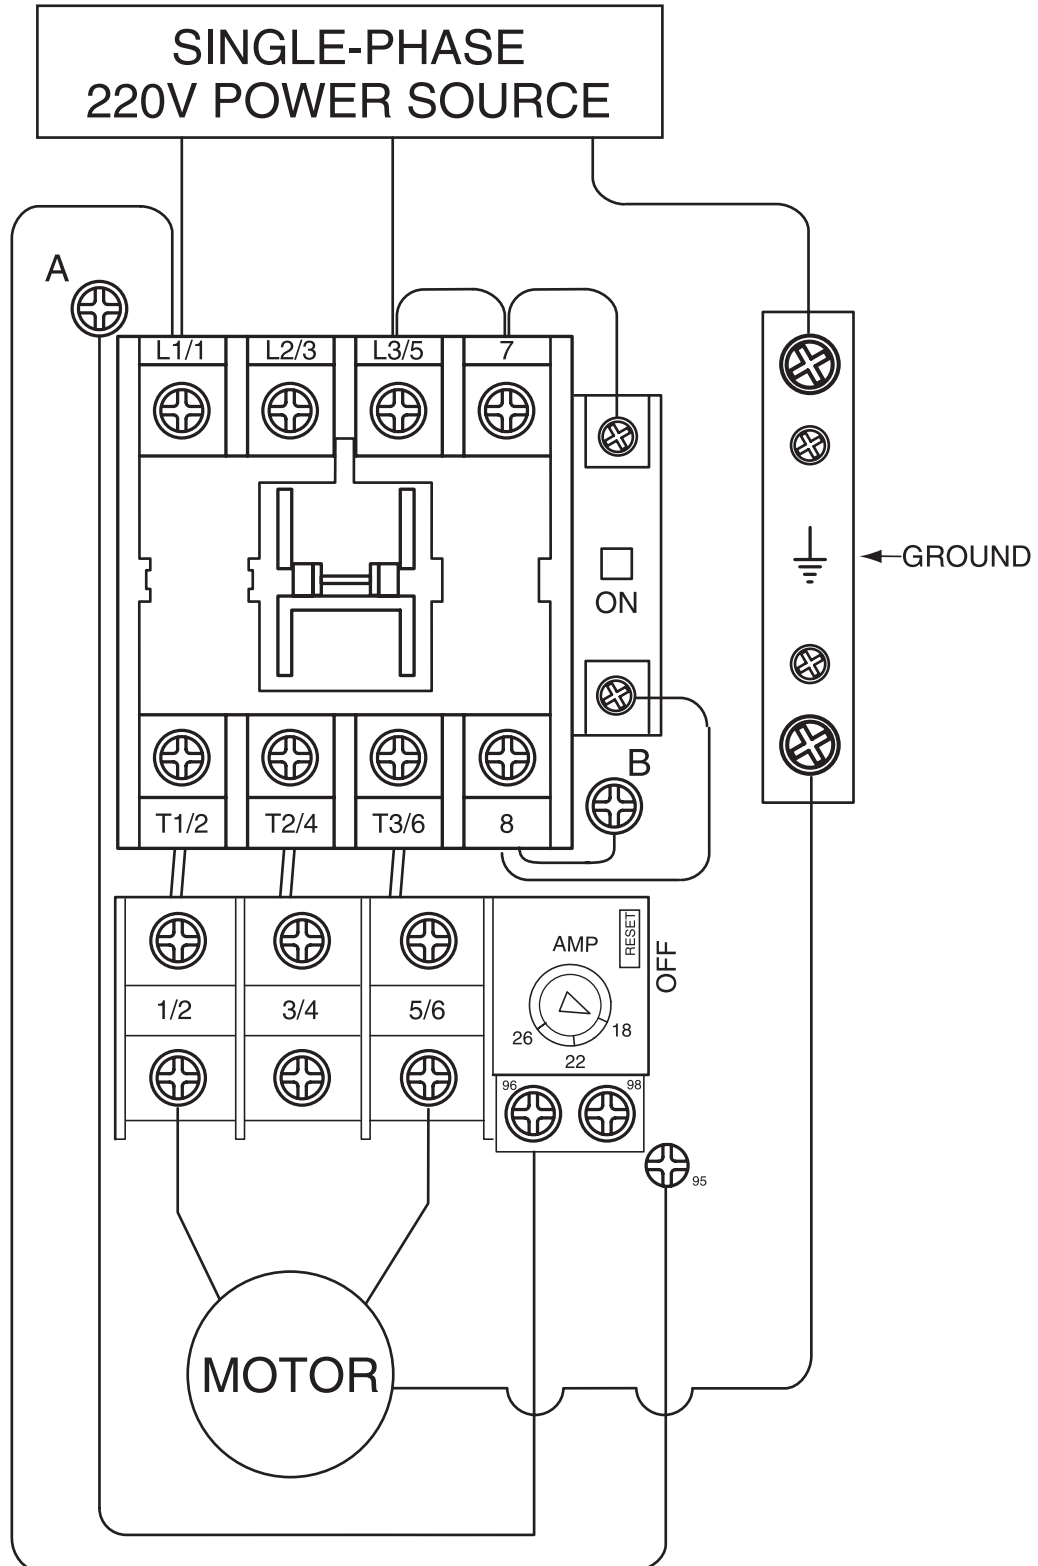 SINGLE-PHASE
220V POWER SOURCE
A
L1/1
L2/3
L3/5
7
GROUND
ON
B
T1/2
T2/4
T3/6
8
RESET
OFF
AMP
1/2
3/4
5/6
26
18
22
96
98
95
MOTOR